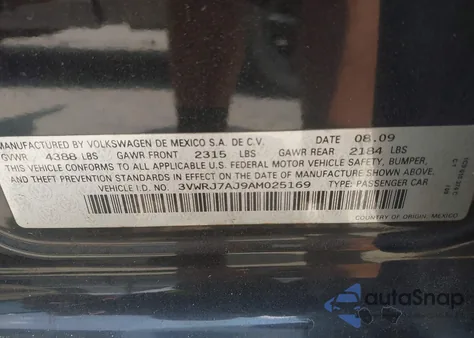 MANUFACTURED BY VOLKSWAGEN DE MEXICO S.A. DE C.V. 08.09
GVWR 4388 LBS GAWR FRONT 2315 LBS GAWR REAR 2184 LBS
THIS VEHICLE CONFORMS TO ALL APPLICABLE U.S. FEDERAL MOTOR VEHICLE SAFETY, BUMPER,
AND THEFT PREVENTION STANDARDS IN EFFECT ON THE DATE OF MANUFACTURE SHOWN ABOVE.
VEHICLE I.D. NO. 3VWRJ7AJ9AM025169 TYPE: PASSENGER CAR
COUNTRY OF ORIGIN: MEXICO
autaSnap